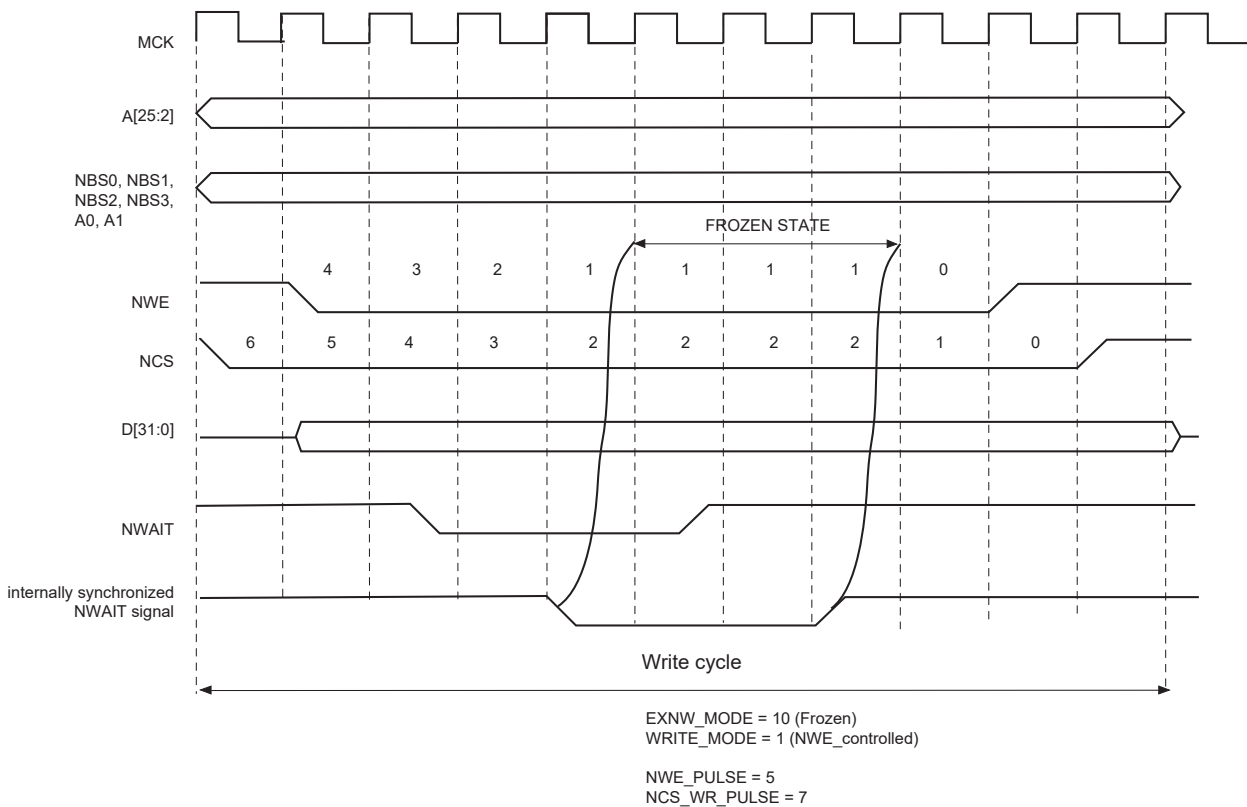 MCK
A[25:2]
NBS0, NBS1,
NBS2, NBS3,
A0, A1
FROZEN STATE
4 3 2 1 1 1 1 0
NWE
6 5 4 3 2 2 2 2 1 0
NCS
D[31:0]
NWAIT
internally synchronized
NWAIT signal
Write cycle
EXNW_MODE = 10 (Frozen)
WRITE_MODE = 1 (NWE_controlled)
NWE_PULSE = 5
NCS_WR_PULSE = 7